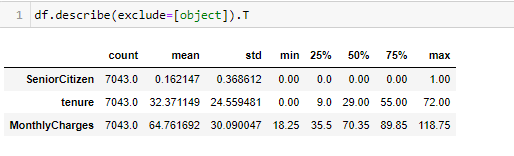 1 df.describe(exclude=[object]).T
count mean std min 25% 50% 75% max
SeniorCitizen 7043.0 0.162147 0.368612 0.00 0.0 0.00 0.00 1.00
tenure 7043.0 32.371149 24.559481 0.00 9.0 29.00 55.00 72.00
MonthlyCharges 7043.0 64.761692 30.090047 18.25 35.5 70.35 89.85 118.75